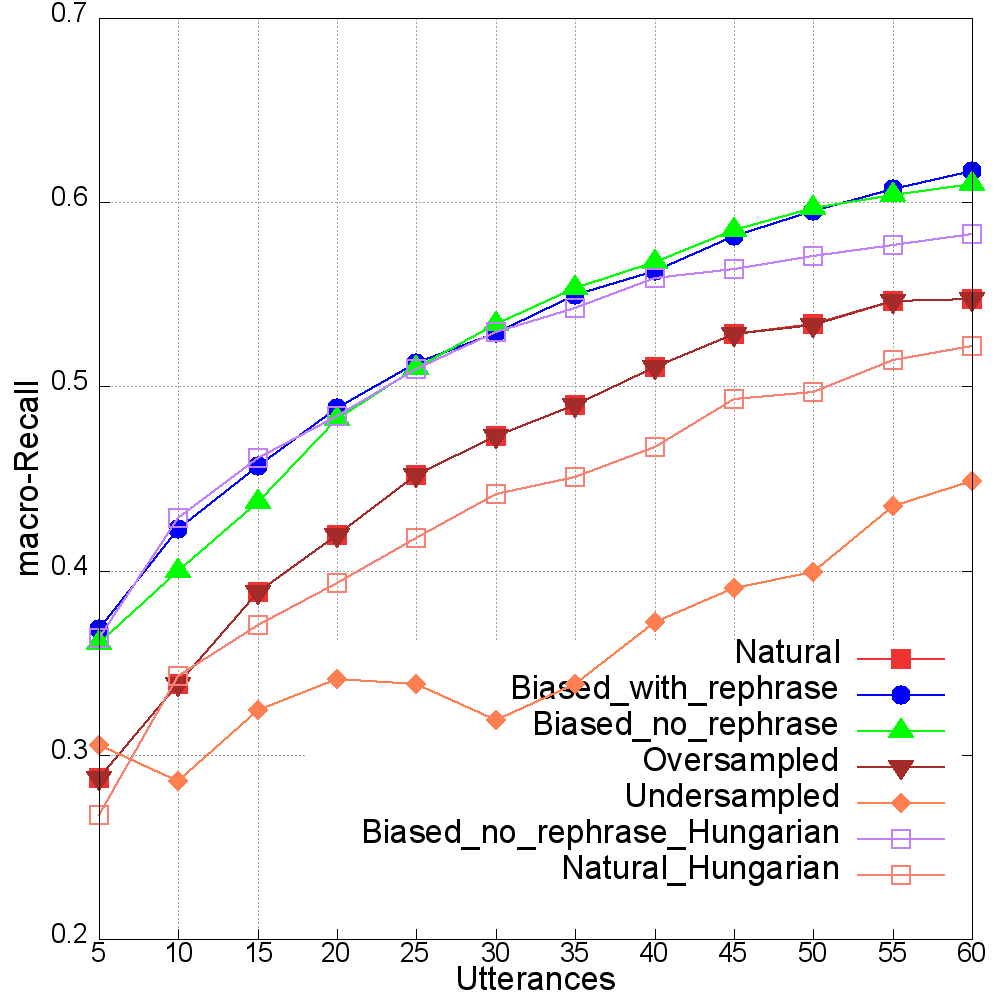 0.7
0.6
0.5
0.4
0.3
0.2
macro-Recall
Natural
Biased_with_rephrase
Biased_no_rephrase
Oversampled
Undersampled
Biased_no_rephrase_Hungarian
Natural_Hungarian
5 10 15 20 25 30 35 40 45 50 55 60
Utterances